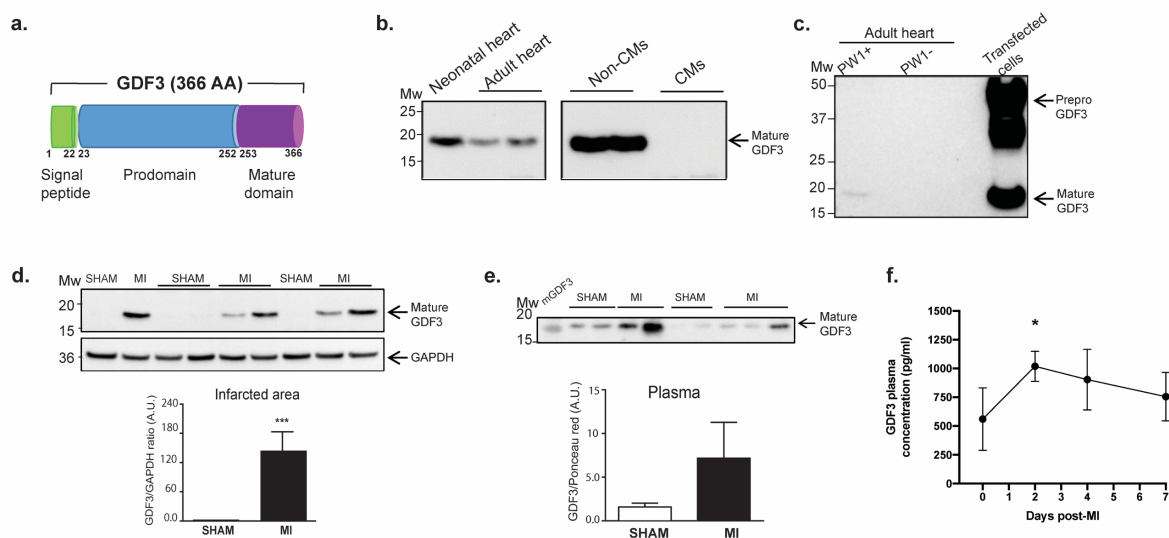 a.
GDF3 (366 AA)
1 22 23 252 253 366
Signal peptide
Prodomain
Mature domain
b.
Neonatal heart
Adult heart
Non-CMs
CMs
Mw
25
20
15
Mature GDF3
c.
Adult heart
PW1+
PW1-
Transfected cells
Mw
50
37
25
20
15
Prepro GDF3
Mature GDF3
d.
Mw SHAM MI SHAM MI SHAM MI
20
15
Mature GDF3
36
GAPDH
Infarcted area
GDF3/GAPDH ratio (A.U.)
240
180
120
60
0.0
***
SHAM MI
e.
Mw mGDF3 SHAM MI SHAM MI
20
15
Mature GDF3
Plasma
GDF3/Ponceau red (A.U.)
15
10
5.0
0.0
SHAM MI
f.
GDF3 plasma
concentration (pg/ml)
1500
1250
1000
750
500
250
0
*
0 1 2 3 4 5 6 7
Days post-MI